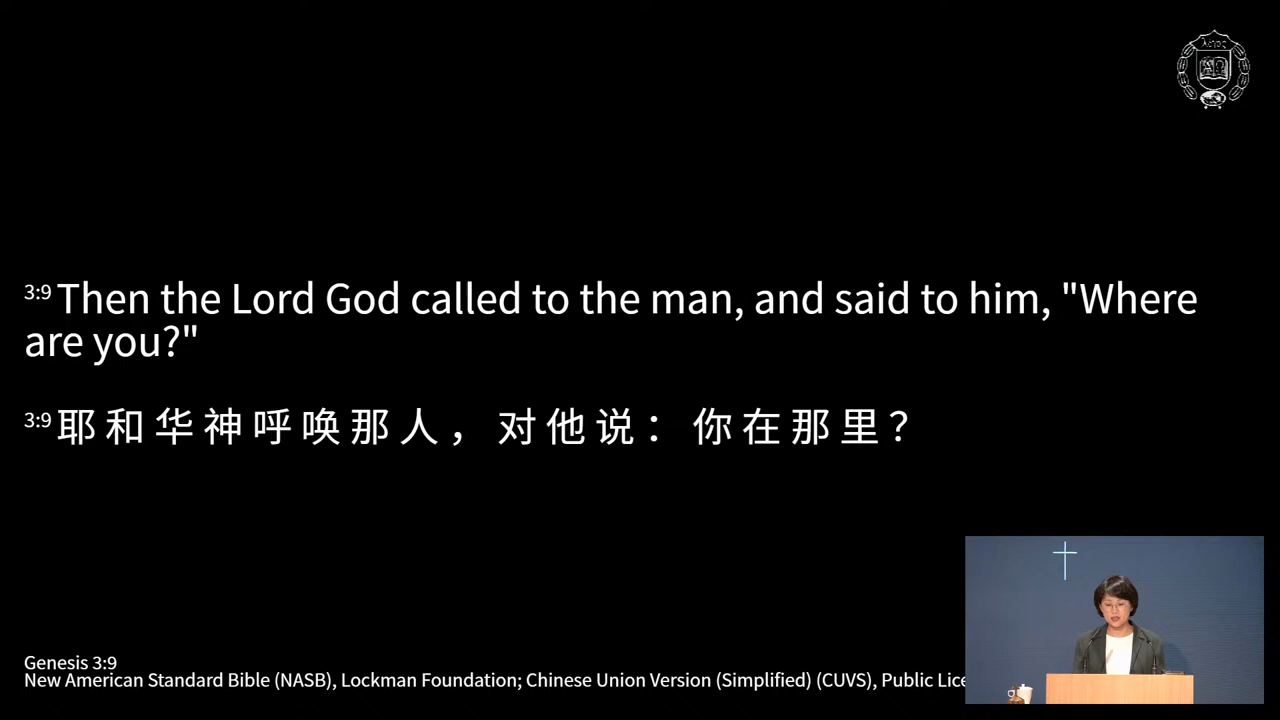 λόγος
3:9 Then the Lord God called to the man, and said to him, "Where
are you?"
3:9 耶和华神呼唤那人，对他说：你在那里？
Genesis 3:9
New American Standard Bible (NASB), Lockman Foundation; Chinese Union Version (Simplified) (CUVS), Public Lice